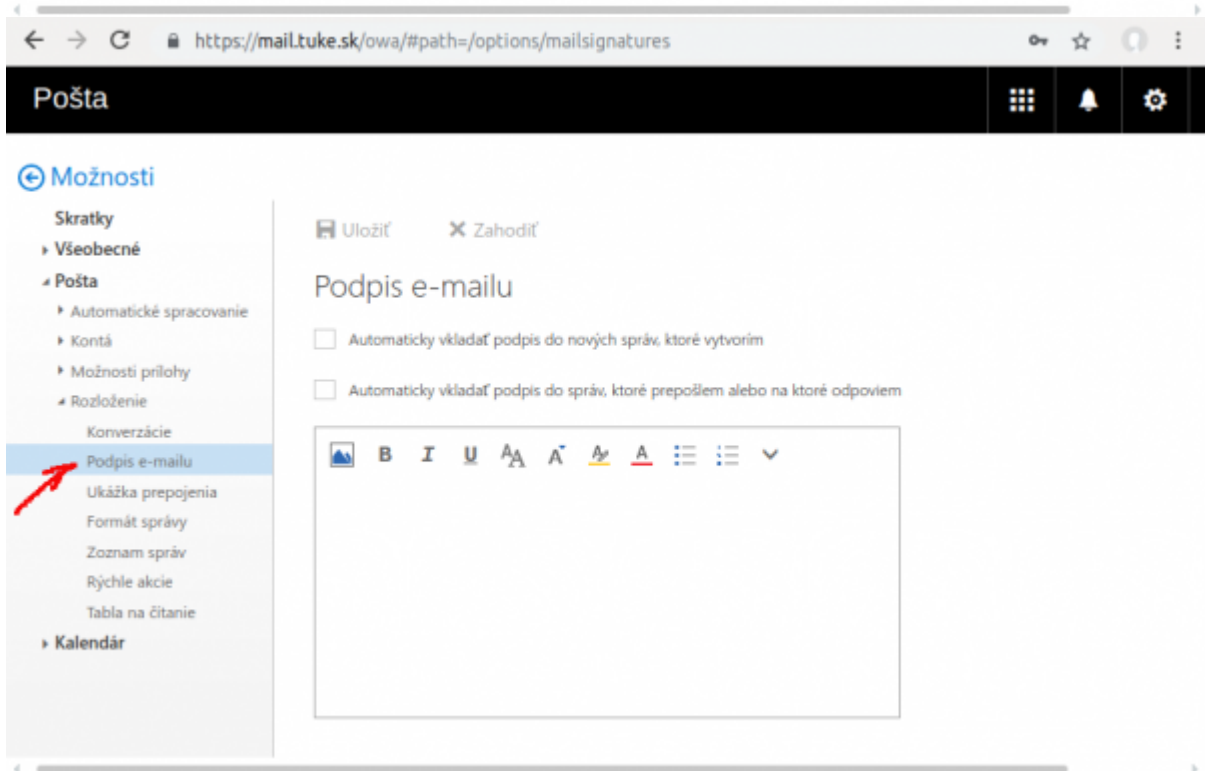 https://mail.tuke.sk/owa/#path=/options/mailsignatures
Pošta
Možnosti
Skratky
Všeobecné
Pošta
Automatické spracovanie
Kontá
Možnosti prílohy
Rozloženie
Konverzácie
Podpis e-mailu
Ukážka prepojenia
Formát správy
Zoznam správ
Rýchle akcie
Tabla na čítanie
Kalendár
Uložiť Zahodiť
Podpis e-mailu
Automaticky vkladať podpis do nových správ, ktoré vytvorím
Automaticky vkladať podpis do správ, ktoré prepošlem alebo na ktoré odpoviem
B I U AA A A A